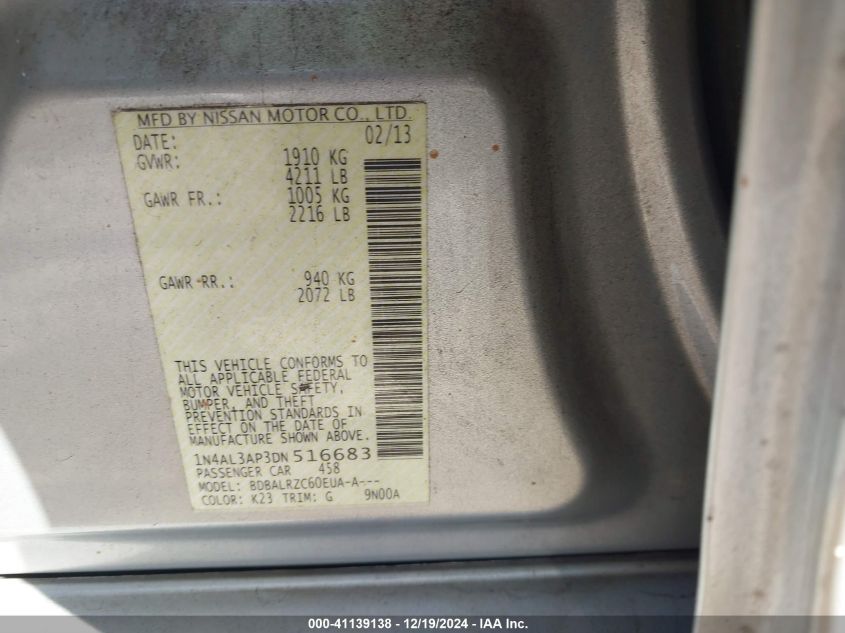 MFD BY NISSAN MOTOR CO., LTD.
DATE: 02/13
GVWR: 1910 KG
4211 LB
GAWR FR.: 1005 KG
2216 LB
GAWR RR.: 940 KG
2072 LB
THIS VEHICLE CONFORMS TO
ALL APPLICABLE FEDERAL
MOTOR VEHICLE SAFETY,
BUMPER, AND THEFT
PREVENTION STANDARDS IN
EFFECT ON THE DATE OF
MANUFACTURE SHOWN ABOVE.
1N4AL3AP3DN 516683
PASSENGER CAR 458
MODEL: BDBALRZC60EUA-A---
COLOR: K23 TRIM: G 9N00A
000-41139138 - 12/19/2024 - IAA Inc.